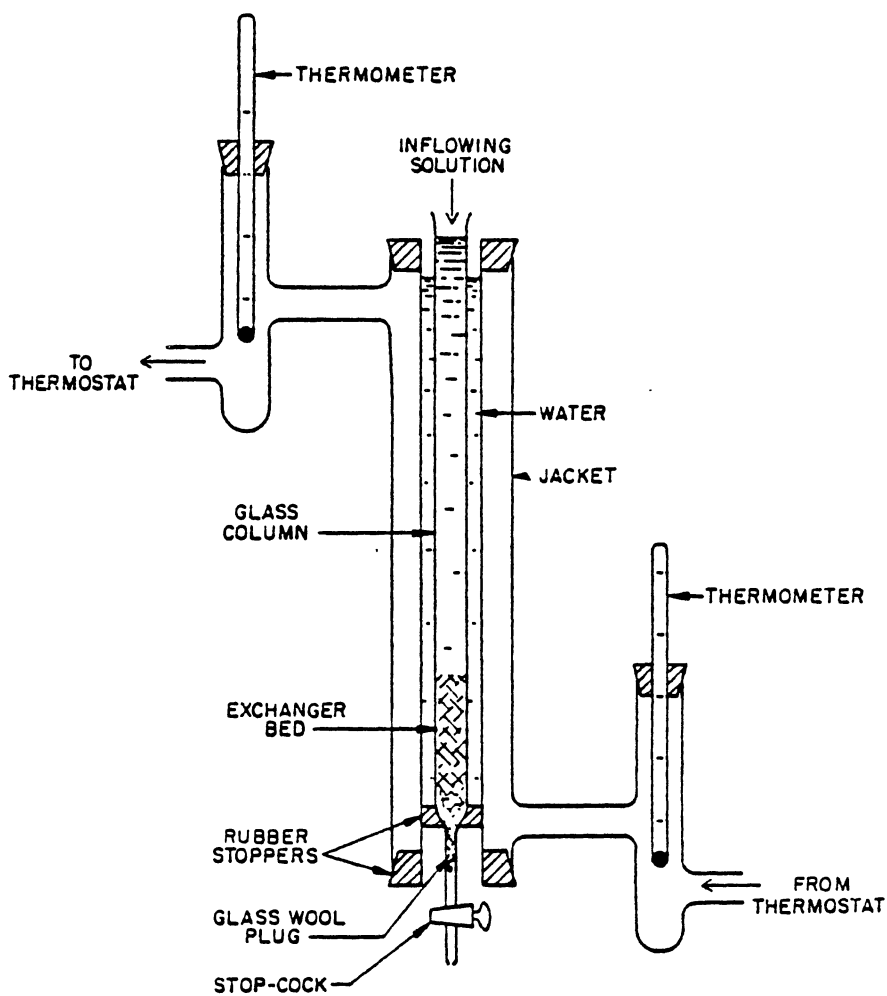 THERMOMETER
INFLOWING
SOLUTION
TO
THERMOSTAT
WATER
JACKET
GLASS
COLUMN
THERMOMETER
EXCHANGER
BED
RUBBER
STOPPERS
FROM
THERMOSTAT
GLASS WOOL
PLUG
STOP-COCK